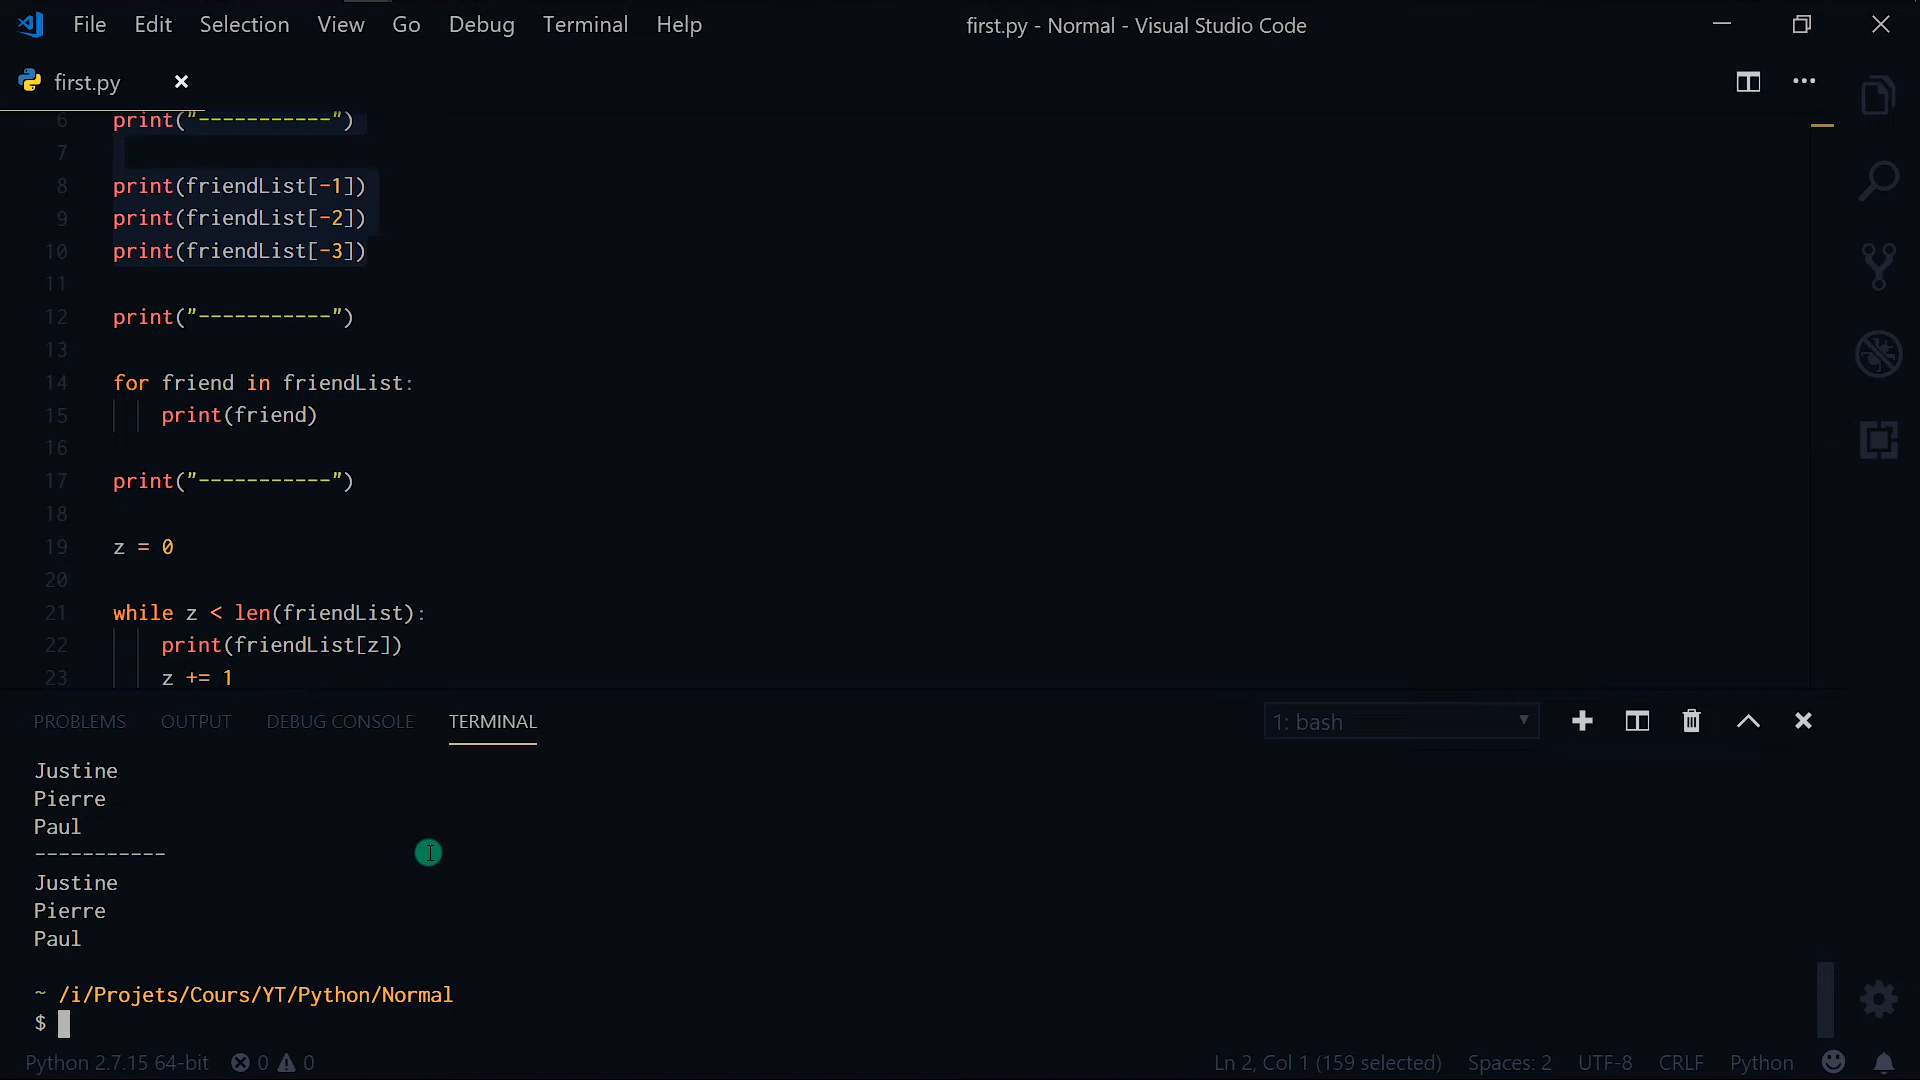 File Edit Selection View Go Debug Terminal Help first.py - Normal - Visual Studio Code
first.py
6 print("-----------")
7
8 print(friendList[-1])
9 print(friendList[-2])
10 print(friendList[-3])
11
12 print("-----------")
13
14 for friend in friendList:
15 print(friend)
16
17 print("-----------")
18
19 z = 0
20
21 while z < len(friendList):
22 print(friendList[z])
23 z += 1
PROBLEMS OUTPUT DEBUG CONSOLE TERMINAL 1: bash
Justine
Pierre
Paul
-----------
Justine
Pierre
Paul
~ /i/Projets/Cours/YT/Python/Normal
$
Python 2.7.15 64-bit 0 0 Ln 2, Col 1 (159 selected) Spaces: 2 UTF-8 CRLF Python